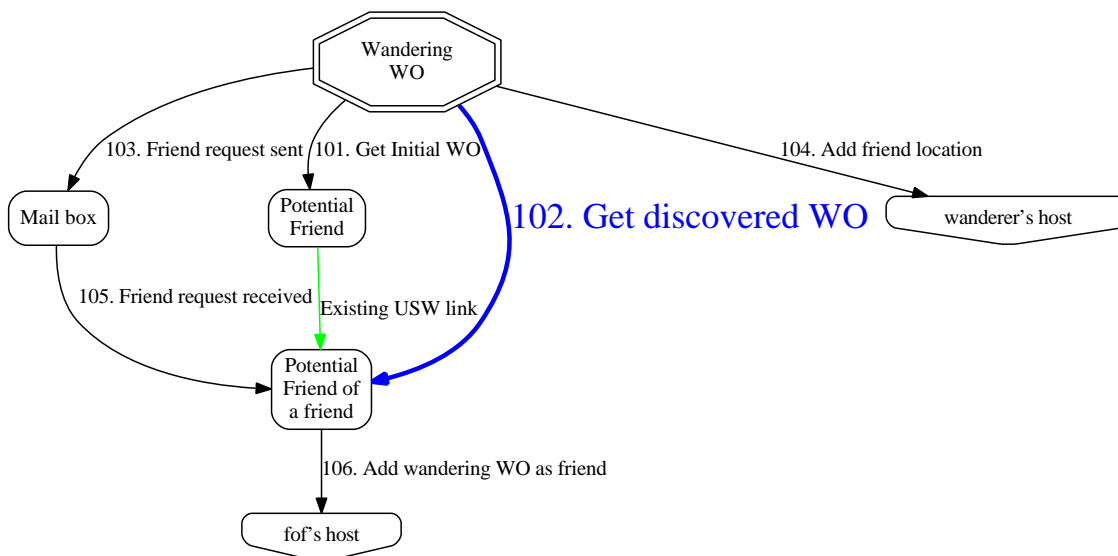 Wandering
WO
103. Friend request sent
101. Get Initial WO
104. Add friend location
Mail box
Potential
Friend
102. Get discovered WO
wanderer's host
105. Friend request received
Existing USW link
Potential
Friend of
a friend
106. Add wandering WO as friend
fof's host